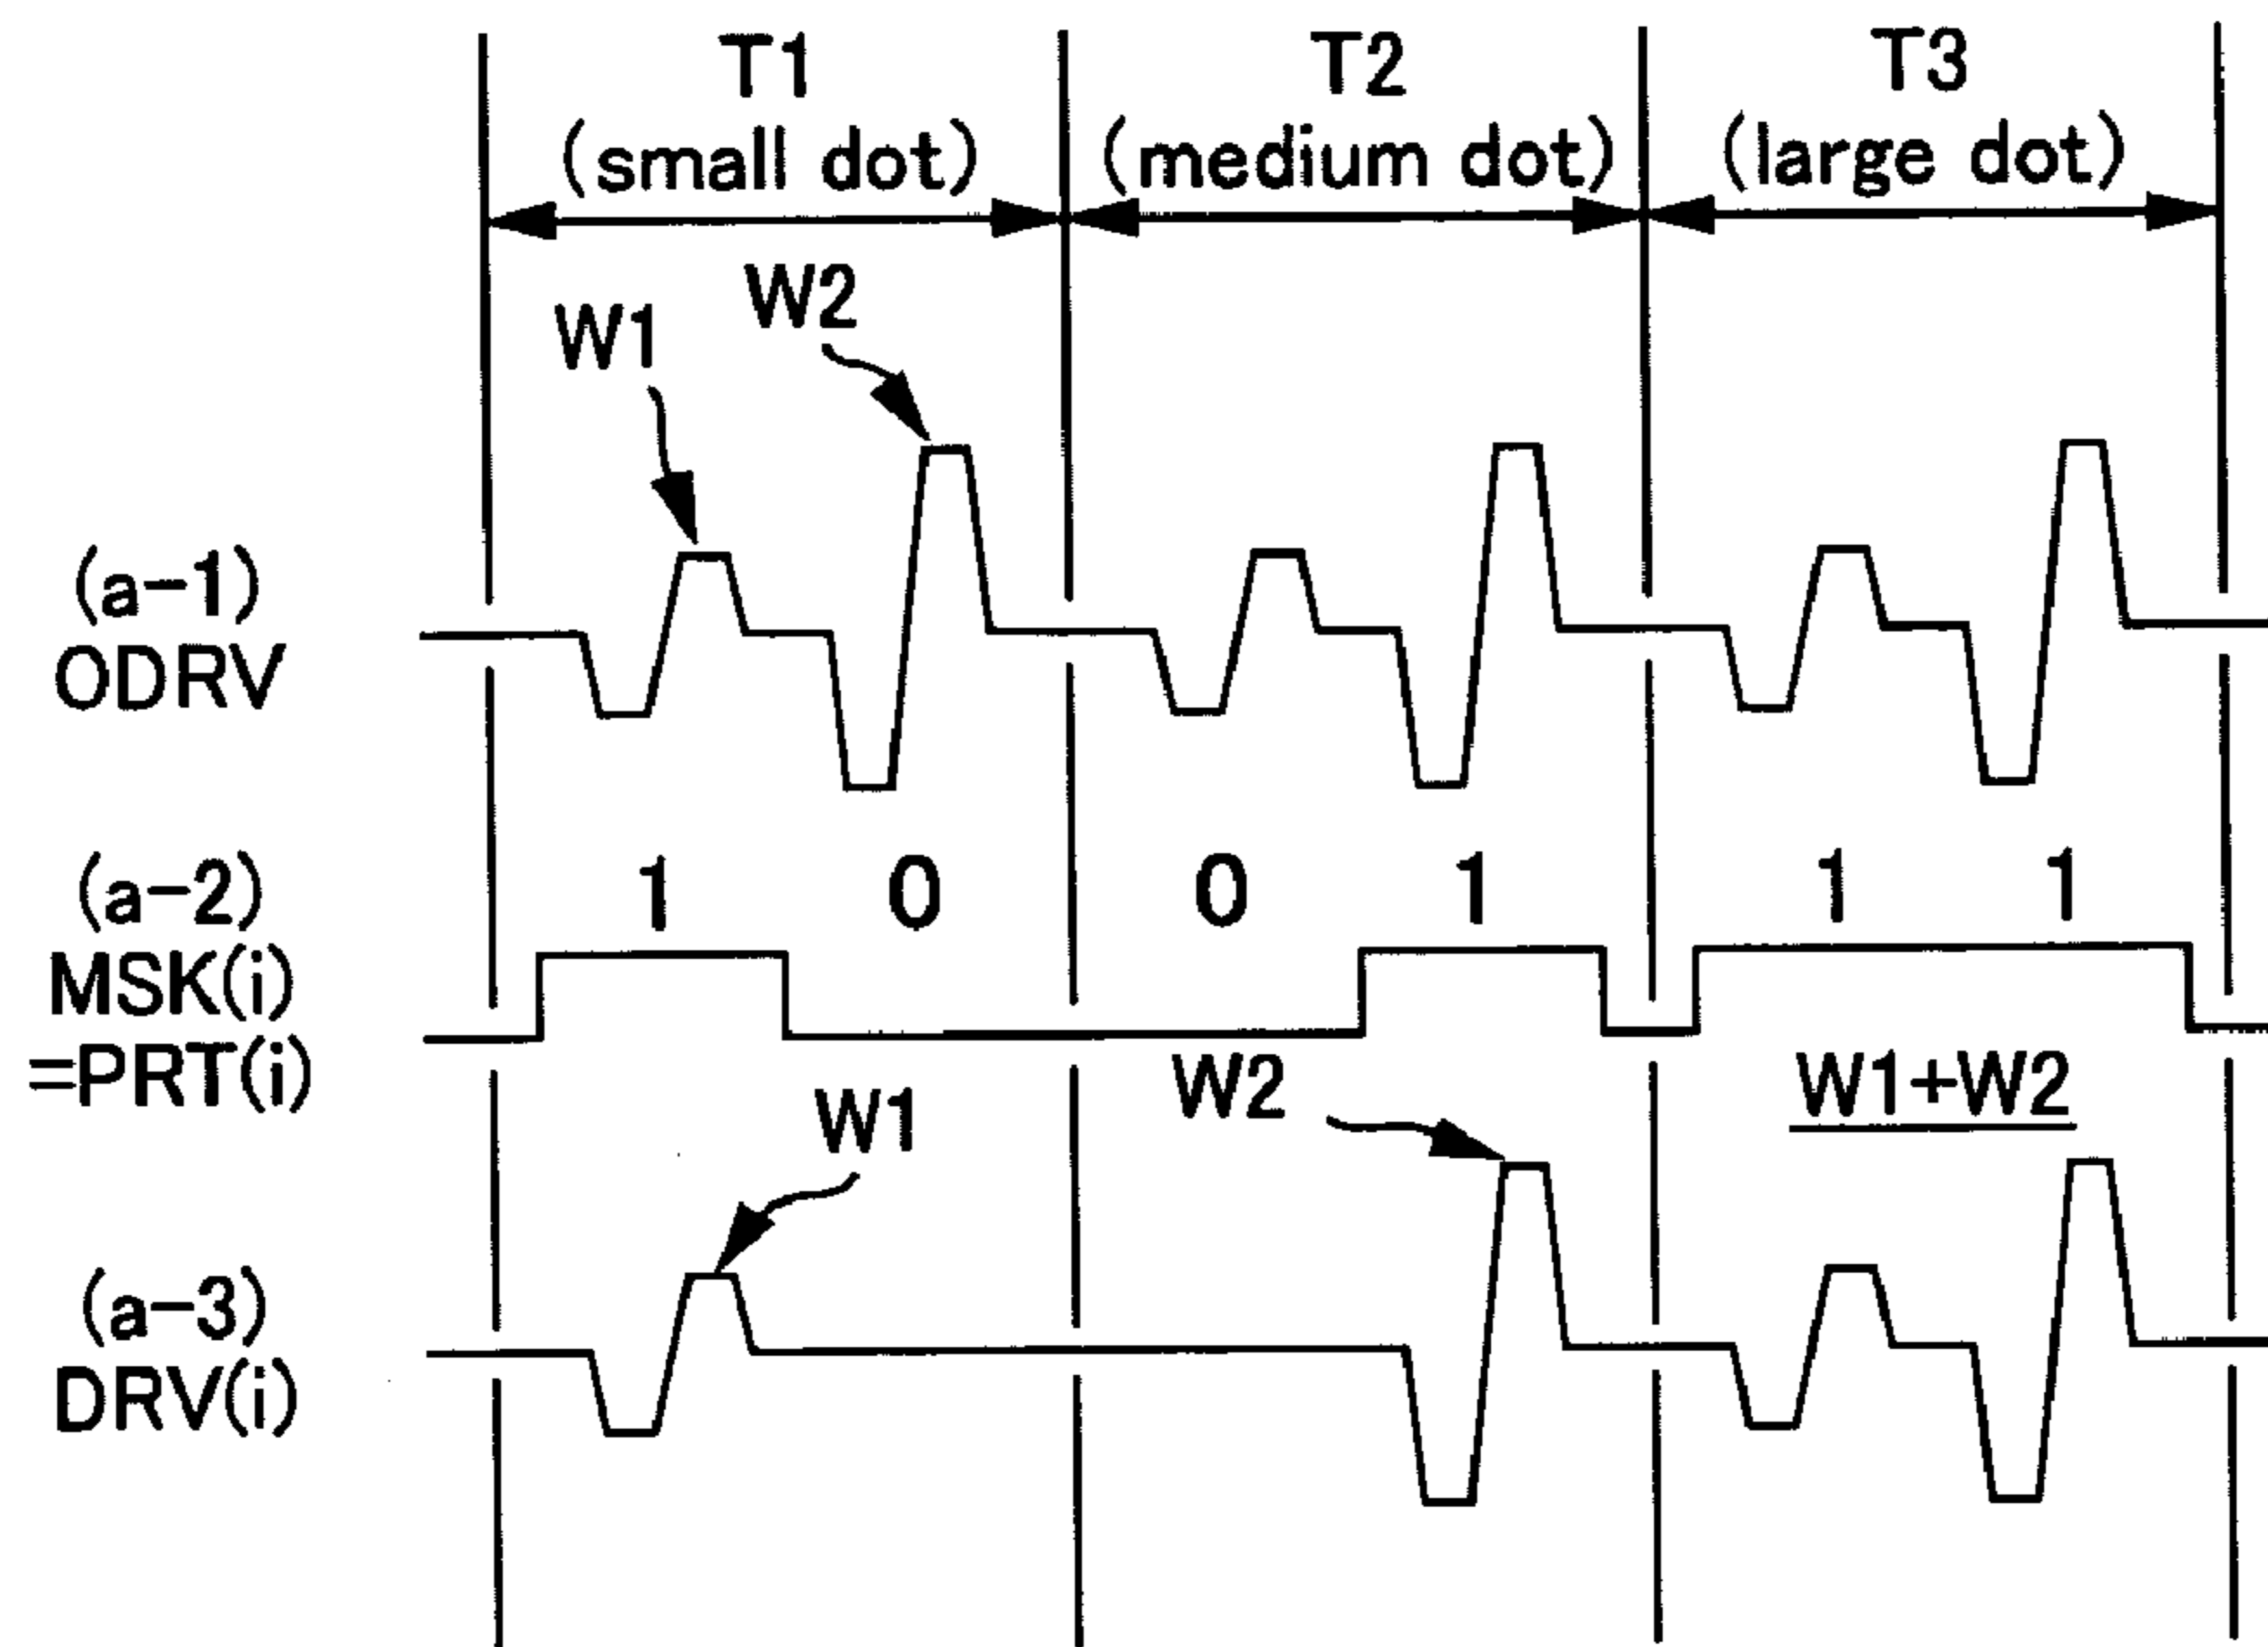 T1 T2 T3
(small dot) (medium dot) (large dot)
W1 W2
(a-1)
ODRV
(a-2) 1 0 0 1 1 1
MSK(i)
=PRT(i)
W1 W2 W1+W2
(a-3)
DRV(i)